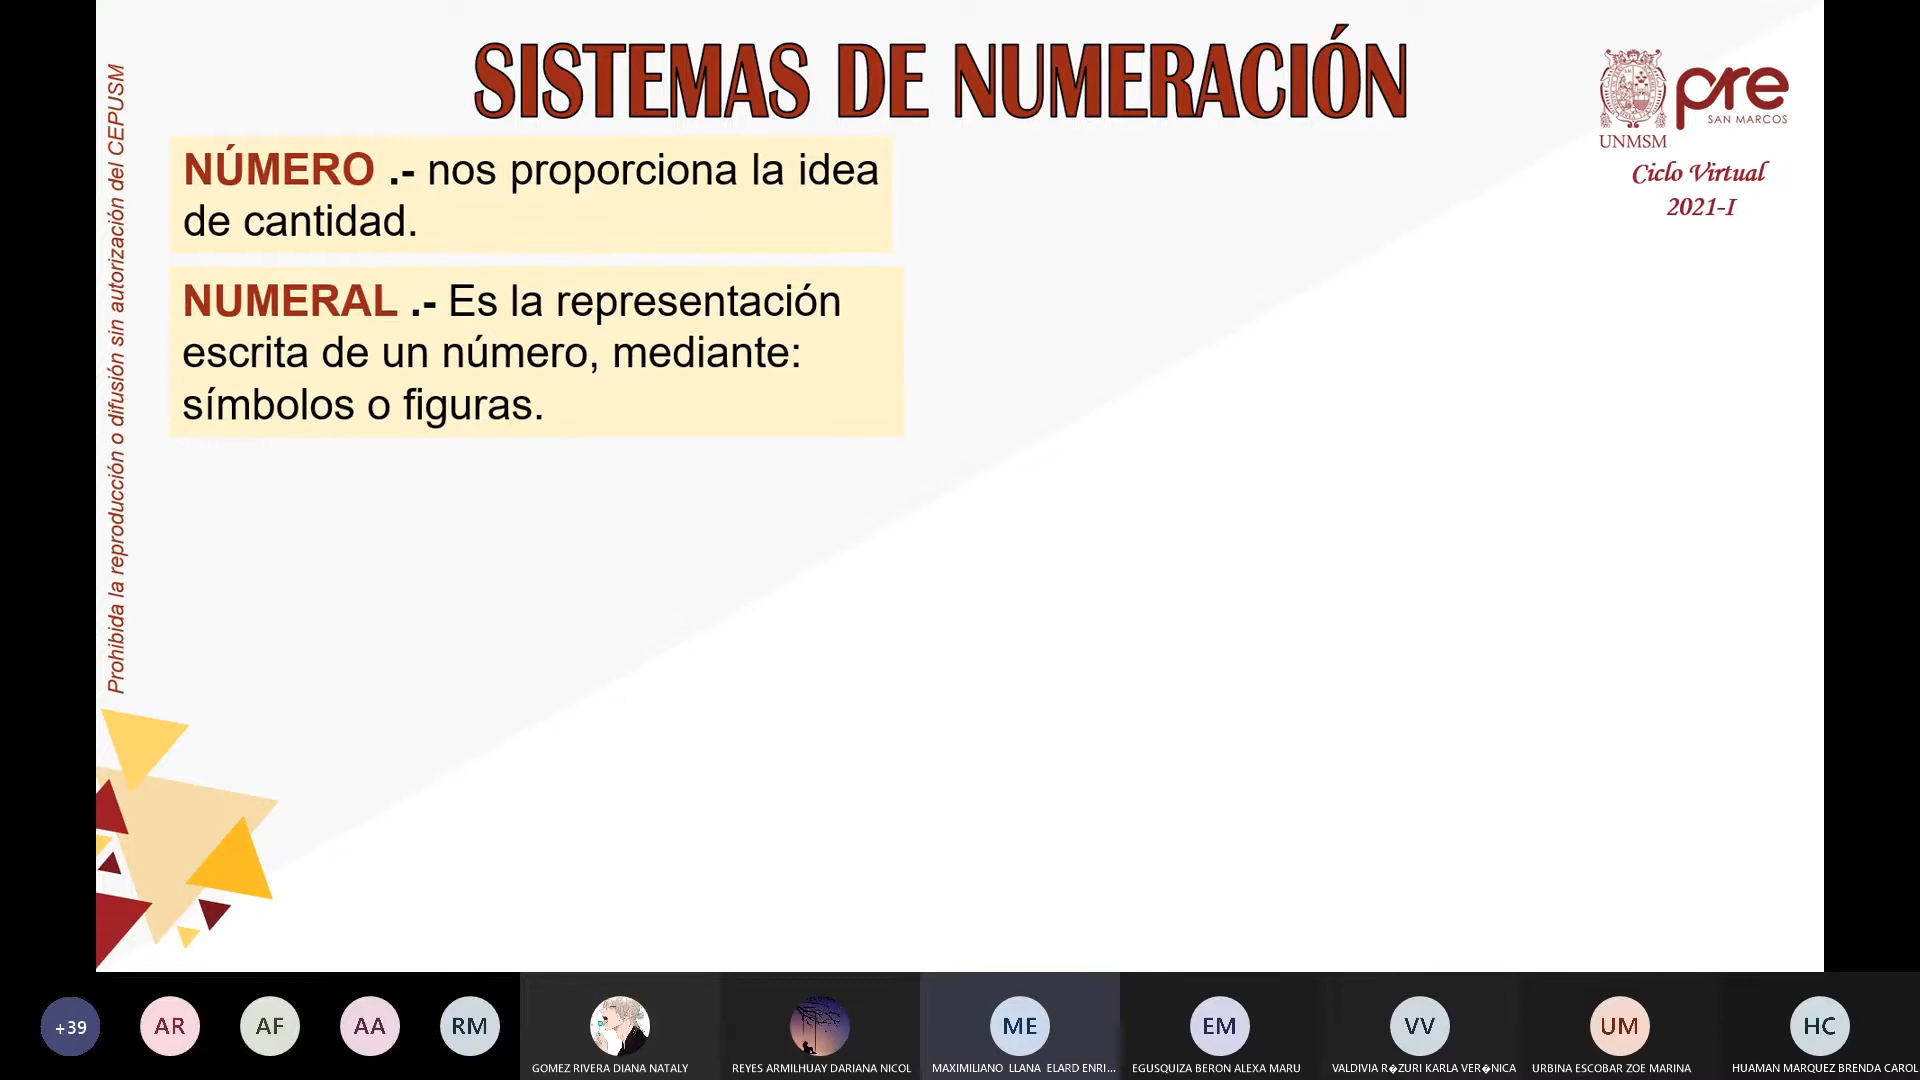 SISTEMAS DE NUMERACIÓN
pre
SAN MARCOS
UNMSM
Ciclo Virtual
2021-I
Prohibida la reproducción o difusión sin autorización del CEPUSM
NÚMERO .- nos proporciona la idea
de cantidad.
NUMERAL .- Es la representación
escrita de un número, mediante:
símbolos o figuras.
+39
AR
AF
AA
RM
ME
EM
VV
UM
HC
GOMEZ RIVERA DIANA NATALY
REYES ARMILHUAY DARIANA NICOL
MAXIMILIANO LLANA ELARD ENRI...
EGUSQUIZA BERON ALEXA MARU
VALDIVIA R�ZURI KARLA VER�NICA
URBINA ESCOBAR ZOE MARINA
HUAMAN MARQUEZ BRENDA CAROL